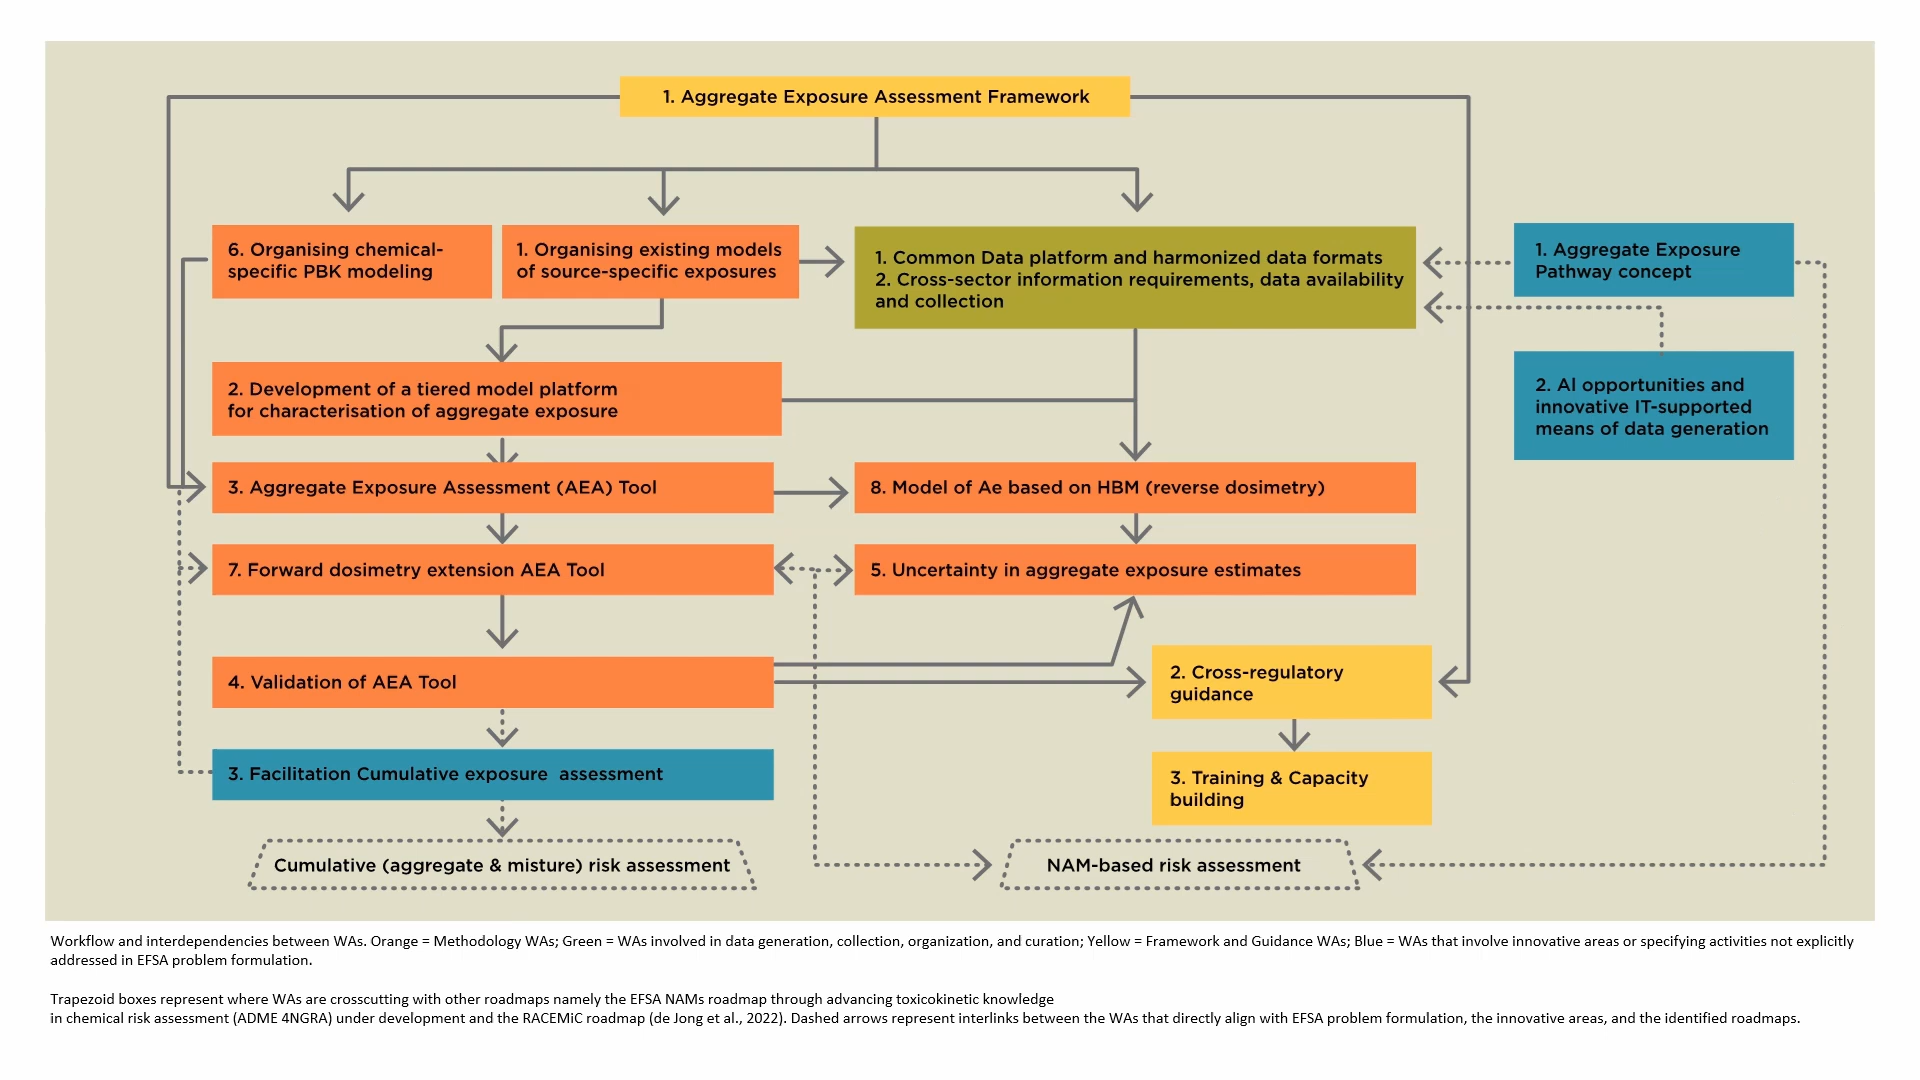 1. Aggregate Exposure Assessment Framework
6. Organising chemical-
specific PBK modeling
1. Organising existing models
of source-specific exposures
1. Common Data platform and harmonized data formats
2. Cross-sector information requirements, data availability
and collection
1. Aggregate Exposure
Pathway concept
2. Development of a tiered model platform
for characterisation of aggregate exposure
2. AI opportunities and
innovative IT-supported
means of data generation
3. Aggregate Exposure Assessment (AEA) Tool
8. Model of Ae based on HBM (reverse dosimetry)
7. Forward dosimetry extension AEA Tool
5. Uncertainty in aggregate exposure estimates
4. Validation of AEA Tool
2. Cross-regulatory
guidance
3. Facilitation Cumulative exposure  assessment
3. Training & Capacity
building
Cumulative (aggregate & misture) risk assessment
NAM-based risk assessment
Workflow and interdependencies between WAs. Orange = Methodology WAs; Green = WAs involved in data generation, collection, organization, and curation; Yellow = Framework and Guidance WAs; Blue = WAs that involve innovative areas or specifying activities not explicitly
addressed in EFSA problem formulation.
Trapezoid boxes represent where WAs are crosscutting with other roadmaps namely the EFSA NAMs roadmap through advancing toxicokinetic knowledge
in chemical risk assessment (ADME 4NGRA) under development and the RACEMiC roadmap (de Jong et al., 2022). Dashed arrows represent interlinks between the WAs that directly align with EFSA problem formulation, the innovative areas, and the identified roadmaps.